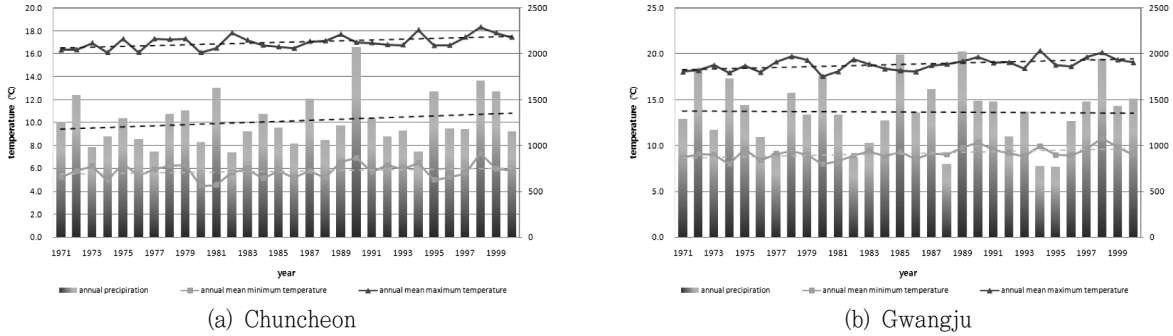 20.0 2500 25.0 2500
18.0
16.0 2000 20.0 2000
14.0
12.0 1500 15.0 1500
10.0
8.0 1000 10.0 1000
6.0
4.0 500 5.0 500
2.0
0.0 0 0.0 0
temperature (℃)
temperature (℃)
1971 1973 1975 1977 1979 1981 1983 1985 1987 1989 1991 1993 1995 1997 1999
1971 1973 1975 1977 1979 1981 1983 1985 1987 1989 1991 1993 1995 1997 1999
year
year
annual precipiration annual mean minimum temperature annual mean maximum temperature
annual precipiration annual mean minimum temperature annual mean maximum temperature
(a) Chuncheon
(b) Gwangju